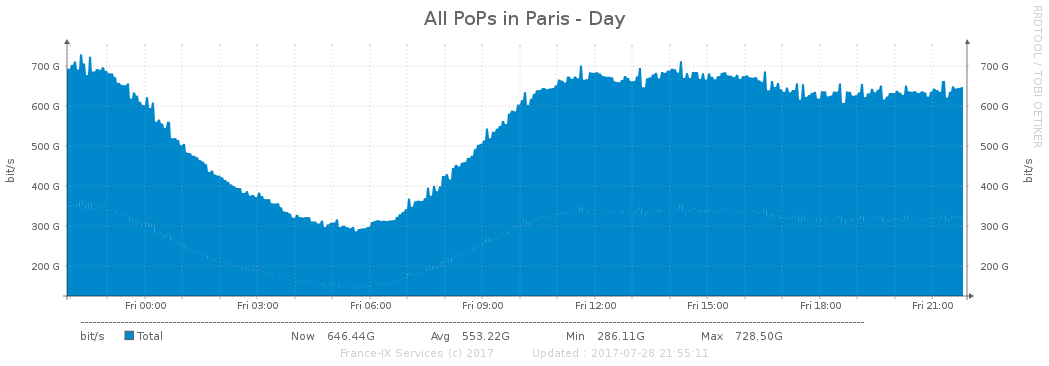 All PoPs in Paris - Day
RRDTOOL / TOBI OETIKER
700 G 700 G
600 G 600 G
500 G 500 G
400 G 400 G
300 G 300 G
200 G 200 G
bit/s bit/s
Fri 00:00 Fri 03:00 Fri 06:00 Fri 09:00 Fri 12:00 Fri 15:00 Fri 18:00 Fri 21:00
bit/s Total Now 646.44G Avg 553.22G Min 286.11G Max 728.50G
France-IX Services (c) 2017 Updated : 2017-07-28 21:55:11